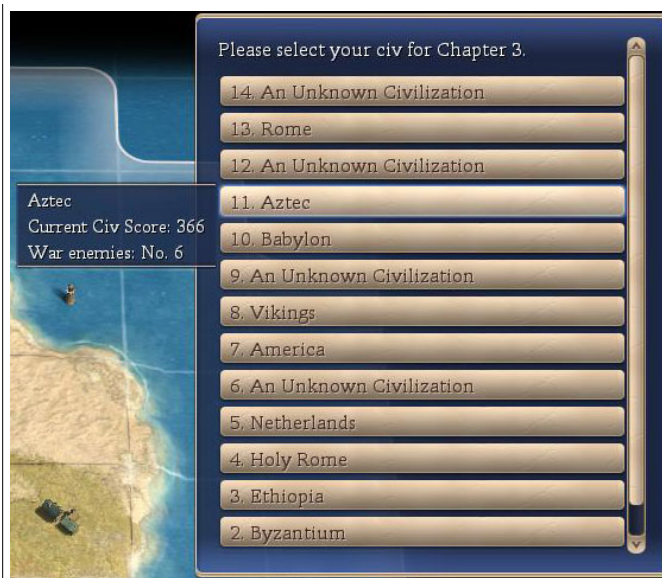 Please select your civ for Chapter 3.
14. An Unknown Civilization
13. Rome
12. An Unknown Civilization
Aztec
Current Civ Score: 366
War enemies: No. 6
11. Aztec
10. Babylon
9. An Unknown Civilization
8. Vikings
7. America
6. An Unknown Civilization
5. Netherlands
4. Holy Rome
3. Ethiopia
2. Byzantium